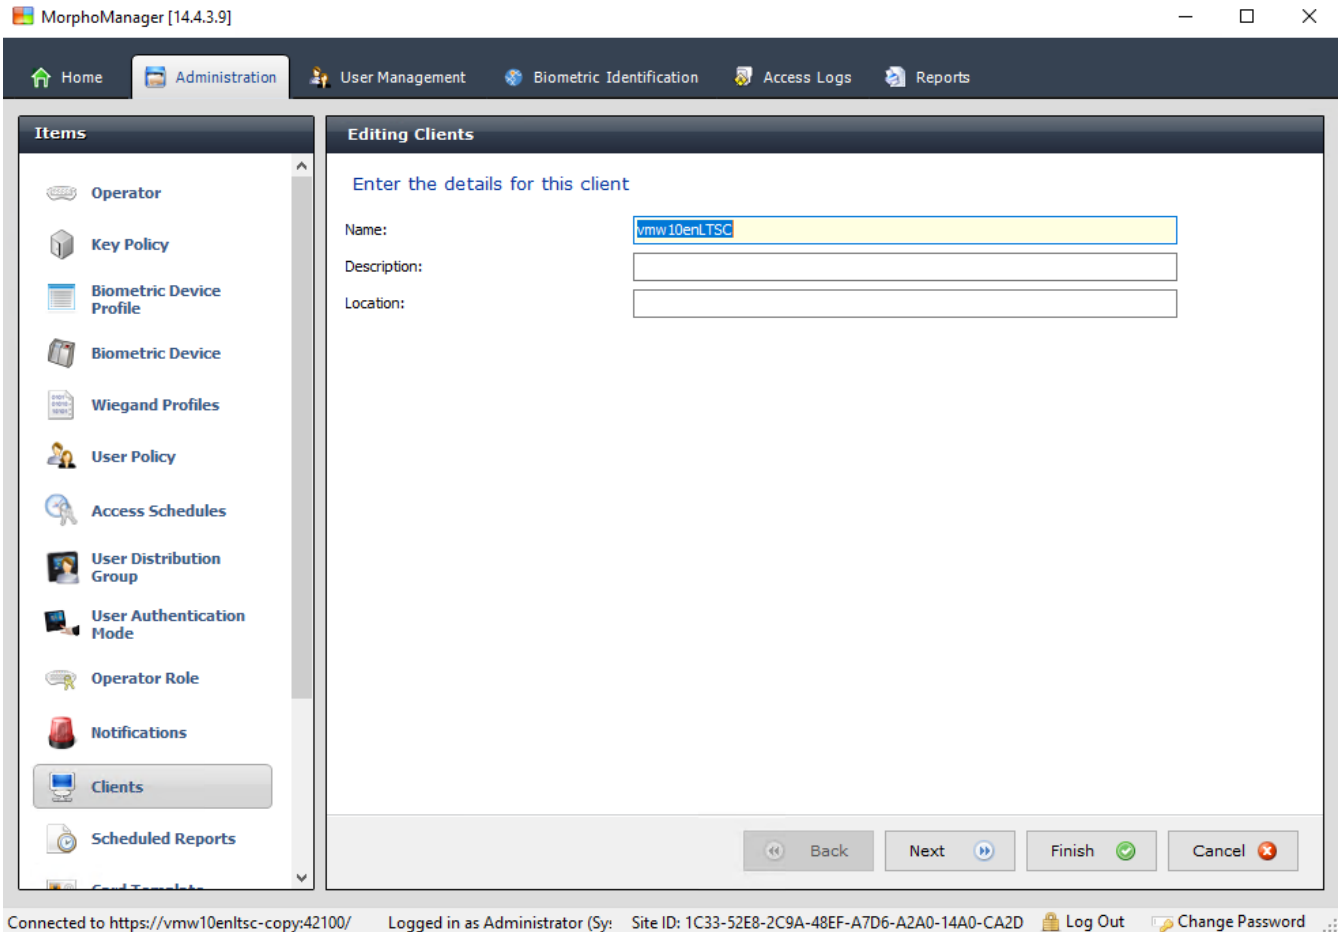 MorphoManager [14.4.3.9]
Home
Administration
User Management
Biometric Identification
Access Logs
Reports
Items
Operator
Key Policy
Biometric Device
Profile
Biometric Device
Wiegand Profiles
User Policy
Access Schedules
User Distribution
Group
User Authentication
Mode
Operator Role
Notifications
Clients
Scheduled Reports
Card Template
Editing Clients
Enter the details for this client
Name:
vmw10enLTSC
Description:
Location:
Back
Next
Finish
Cancel
Connected to https://vmw10enltsc-copy:42100/
Logged in as Administrator (Sy:
Site ID: 1C33-52E8-2C9A-48EF-A7D6-A2A0-14A0-CA2D
Log Out
Change Password